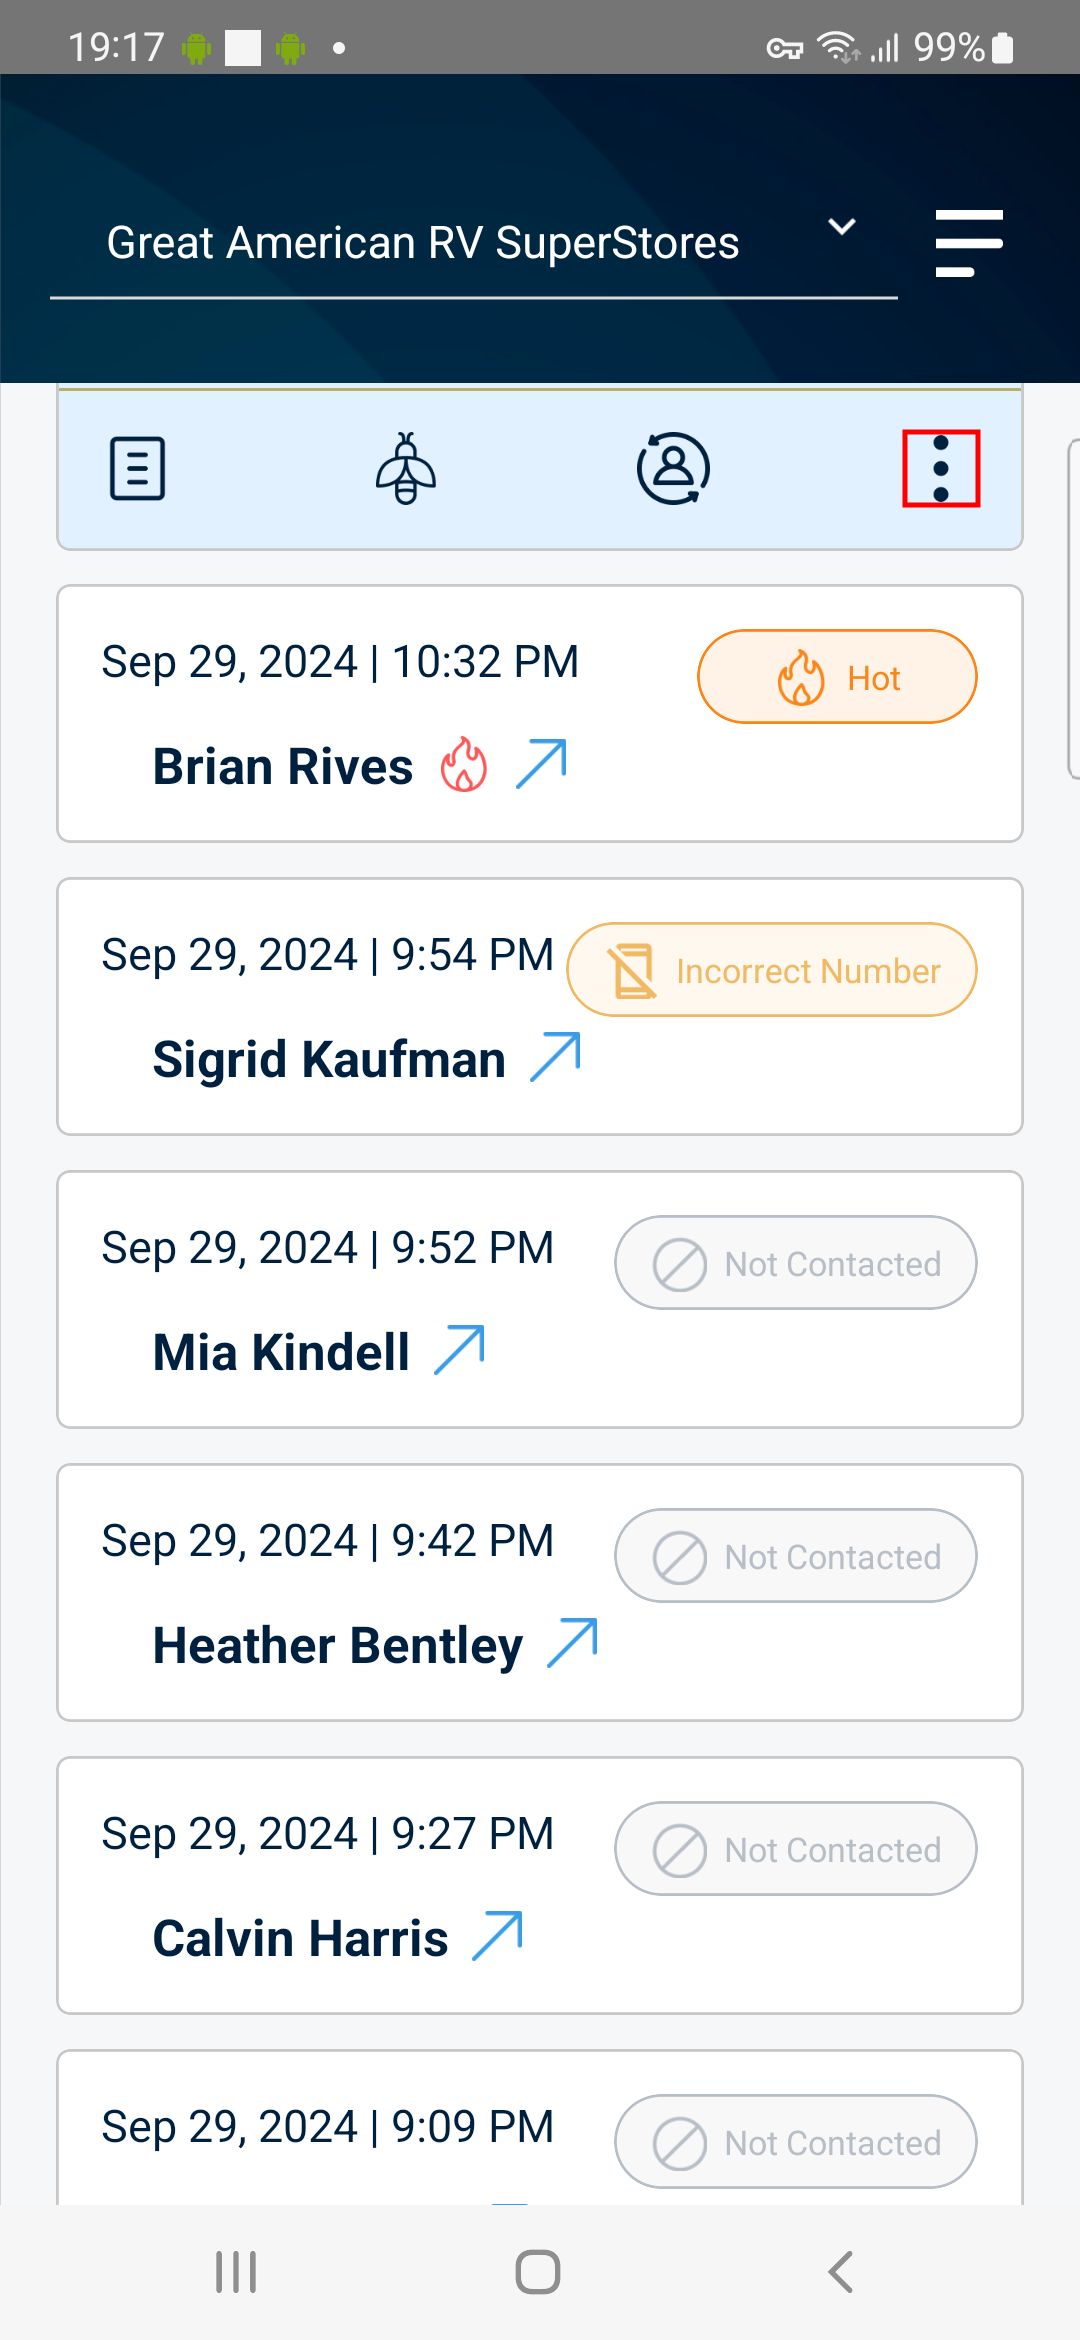 19:17
99%
Great American RV SuperStores
Sep 29, 2024 | 10:32 PM
Hot
Brian Rives
Sep 29, 2024 | 9:54 PM
Incorrect Number
Sigrid Kaufman
Sep 29, 2024 | 9:52 PM
Not Contacted
Mia Kindell
Sep 29, 2024 | 9:42 PM
Not Contacted
Heather Bentley
Sep 29, 2024 | 9:27 PM
Not Contacted
Calvin Harris
Sep 29, 2024 | 9:09 PM
Not Contacted